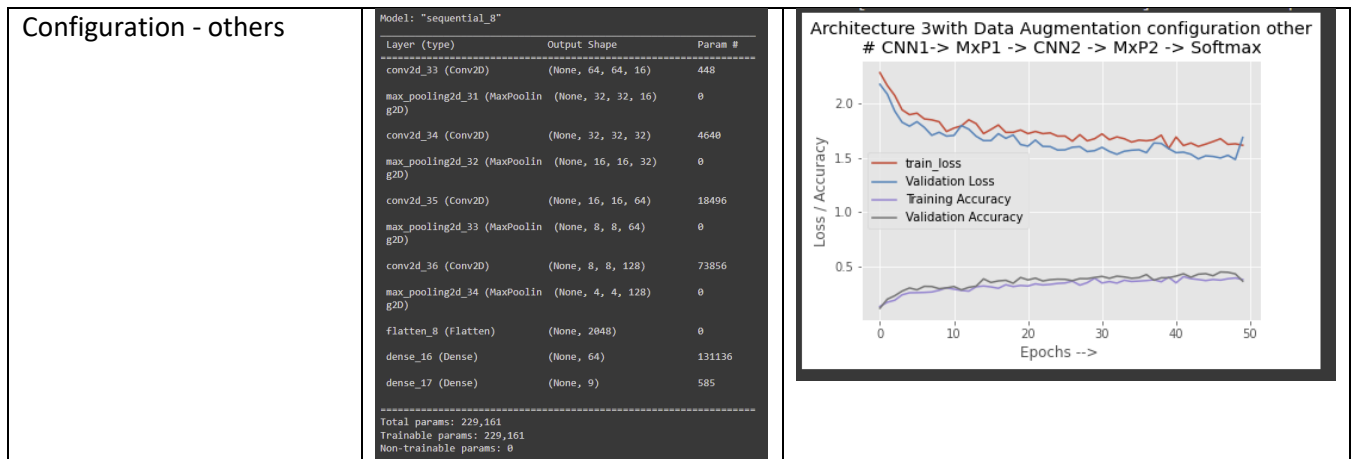 Configuration - others
Model: "sequential_8"
Layer (type) Output Shape Param #
conv2d_33 (Conv2D) (None, 64, 64, 16) 448
max_pooling2d_31 (MaxPoolin (None, 32, 32, 16) 0
g2D)
conv2d_34 (Conv2D) (None, 32, 32, 32) 4640
max_pooling2d_32 (MaxPoolin (None, 16, 16, 32) 0
g2D)
conv2d_35 (Conv2D) (None, 16, 16, 64) 18496
max_pooling2d_33 (MaxPoolin (None, 8, 8, 64) 0
g2D)
conv2d_36 (Conv2D) (None, 8, 8, 128) 73856
max_pooling2d_34 (MaxPoolin (None, 4, 4, 128) 0
g2D)
flatten_8 (Flatten) (None, 2048) 0
dense_16 (Dense) (None, 64) 131136
dense_17 (Dense) (None, 9) 585
Total params: 229,161
Trainable params: 229,161
Non-trainable params: 0
Architecture 3with Data Augmentation configuration other
# CNN1-> MxP1 -> CNN2 -> MxP2 -> Softmax
Loss / Accuracy
2.0
1.5
1.0
0.5
train_loss
Validation Loss
Training Accuracy
Validation Accuracy
0 10 20 30 40 50
Epochs -->